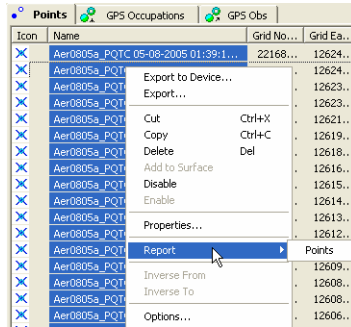 Points GPS Occupations GPS Obs
Icon Name Grid No... Grid Ea...
Aer0805a_PQTC 05-08-2005 01:39:1... 22168... 12624..
Aer0805a_PQT 12624..
Aer0805a_PQT Export to Device... 12623..
Aer0805a_PQT Export... 12623..
Aer0805a_PQT Cut Ctrl+X 12621..
Aer0805a_PQT Copy Ctrl+C 12619..
Aer0805a_PQT Delete Del 12618..
Aer0805a_PQT Add to Surface 12616..
Aer0805a_PQT Disable 12615..
Aer0805a_PQT Enable 12614..
Aer0805a_PQT Properties... 12613..
Aer0805a_PQT 12612..
Aer0805a_PQT Report Points
Aer0805a_PQT Inverse From 12609..
Aer0805a_PQT Inverse To 12608..
Aer0805a_PQT 12608..
Aer0805a_PQT Options... 12606..